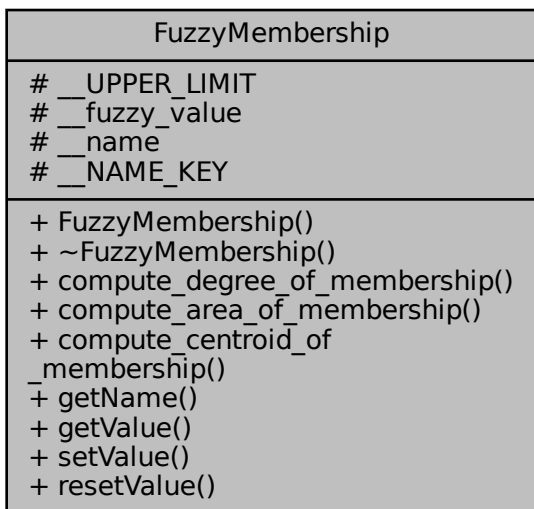 FuzzyMembership
# __UPPER_LIMIT
# __fuzzy_value
# __name
# __NAME_KEY
+ FuzzyMembership()
+ ~FuzzyMembership()
+ compute_degree_of_membership()
+ compute_area_of_membership()
+ compute_centroid_of
_membership()
+ getName()
+ getValue()
+ setValue()
+ resetValue()